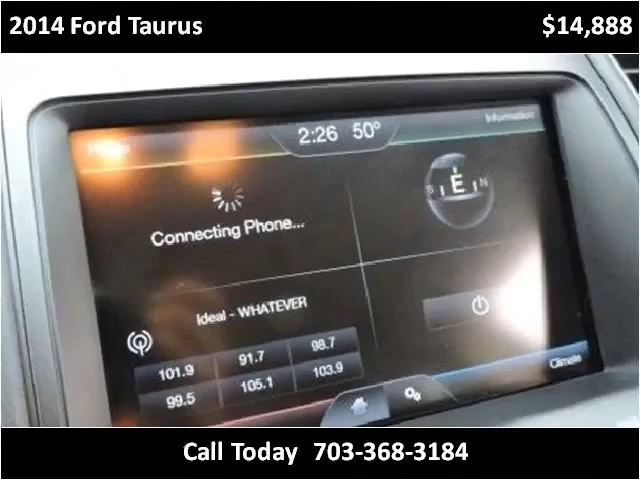 2014 Ford Taurus $14,888
2:26 50°
Information
Phone
Connecting Phone...
S E N
Ideal - WHATEVER
101.9 91.7 98.7
99.5 105.1 103.9
Climate
Call Today 703-368-3184